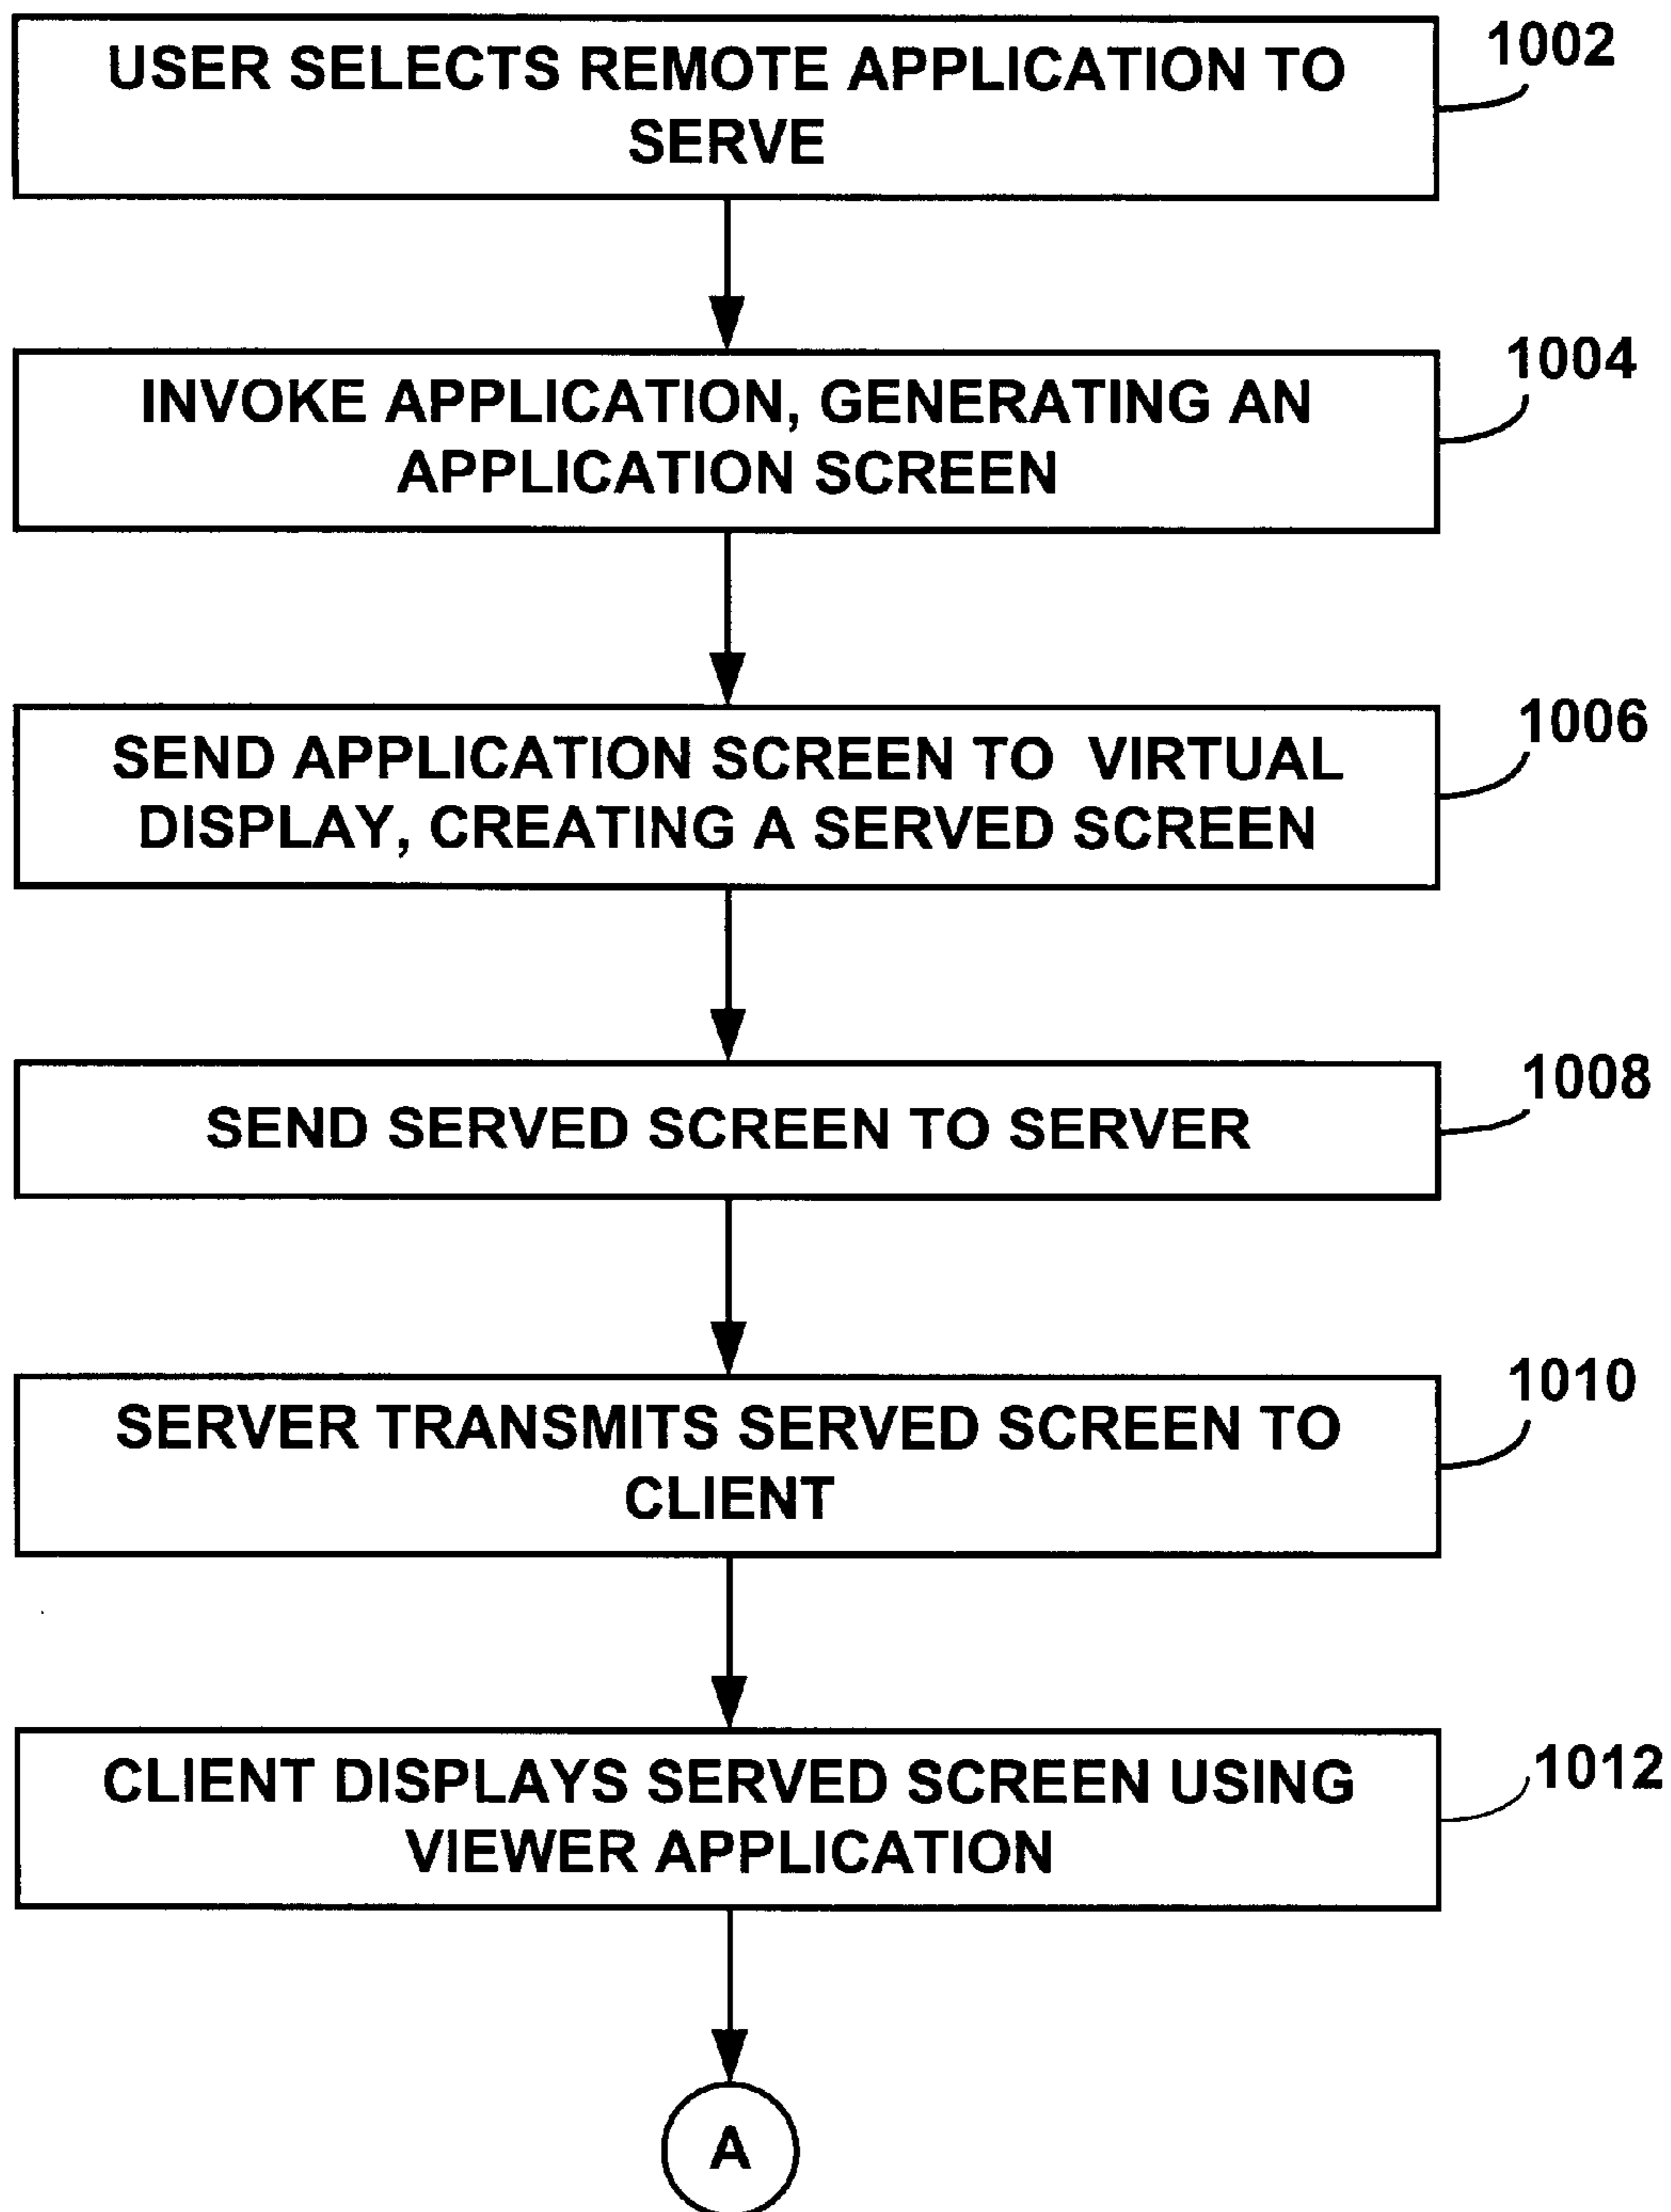 1002
USER SELECTS REMOTE APPLICATION TO
SERVE
1004
INVOKE APPLICATION, GENERATING AN
APPLICATION SCREEN
1006
SEND APPLICATION SCREEN TO VIRTUAL
DISPLAY, CREATING A SERVED SCREEN
1008
SEND SERVED SCREEN TO SERVER
1010
SERVER TRANSMITS SERVED SCREEN TO
CLIENT
1012
CLIENT DISPLAYS SERVED SCREEN USING
VIEWER APPLICATION
A